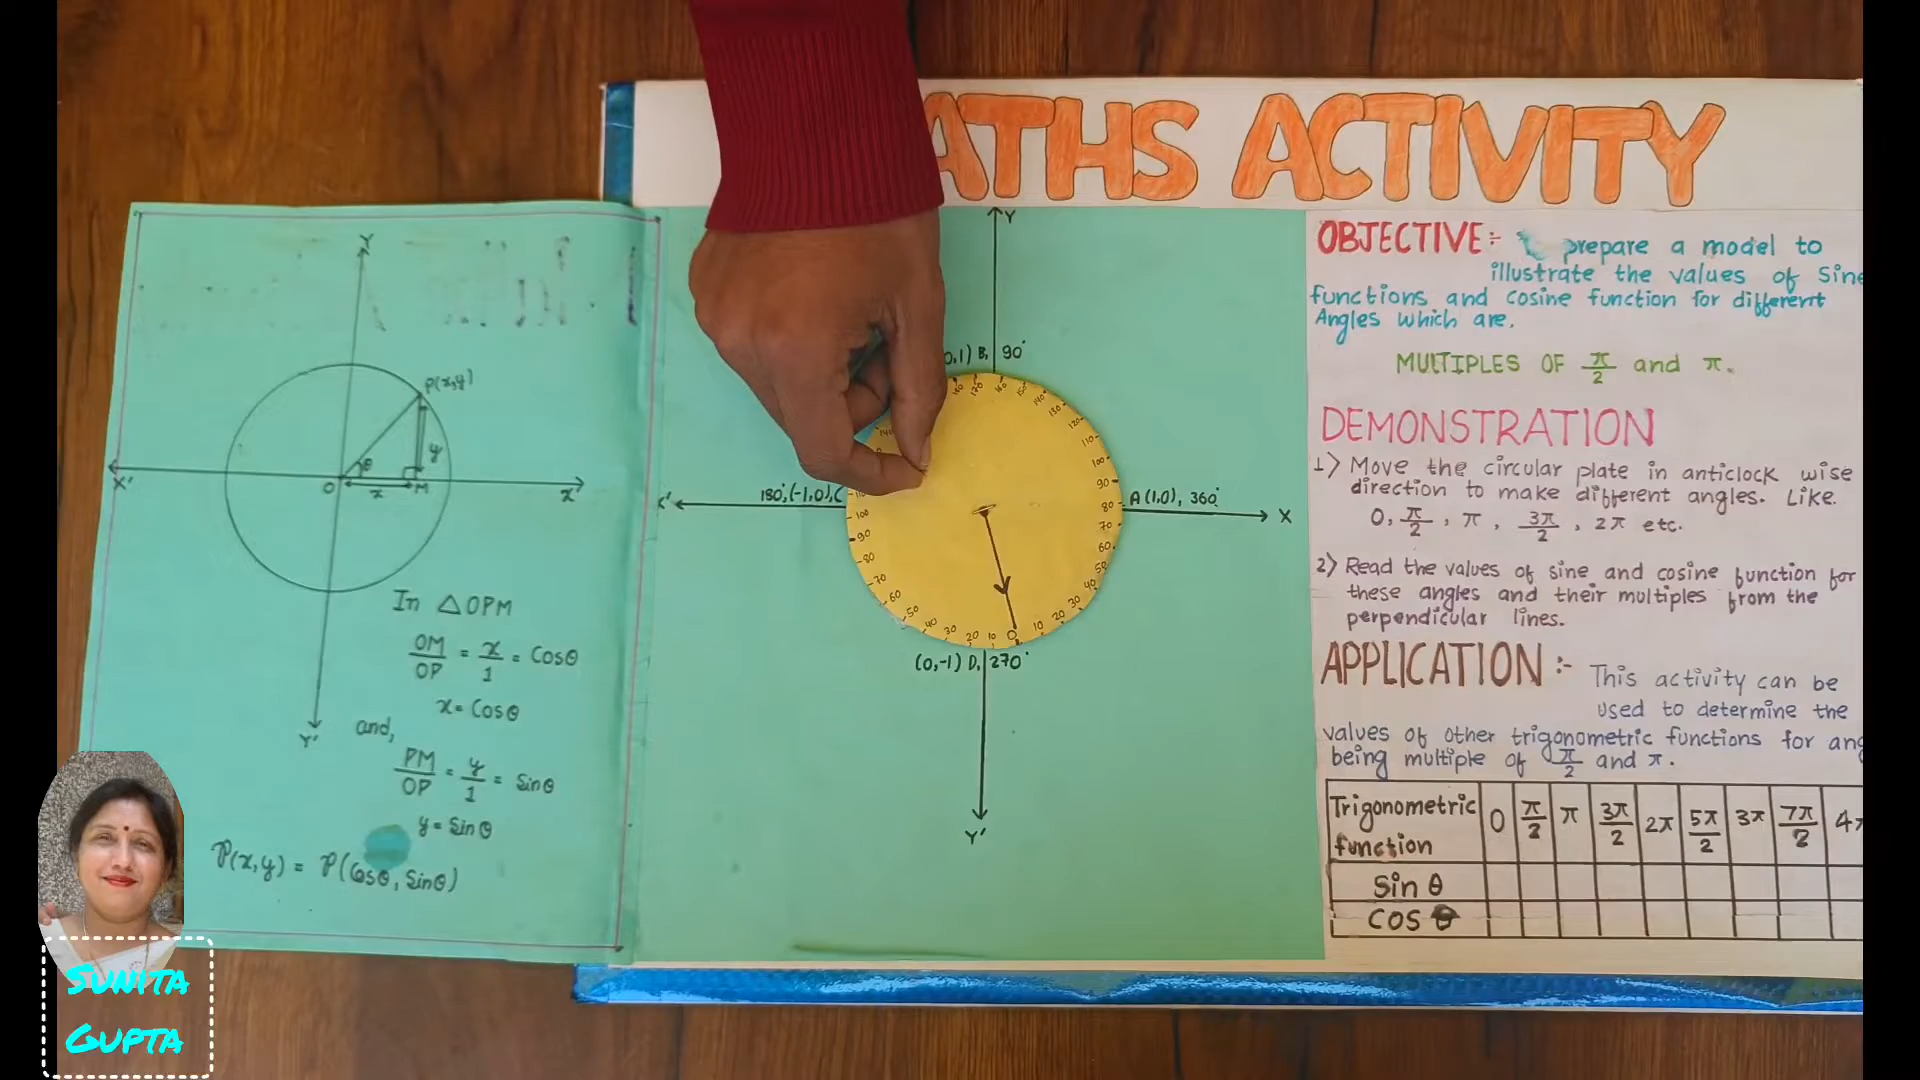 ATHS ACTIVITY
Y
P(x,y)
y
θ
X'
O
x
M
x'
Y'
In △OPM
OM/OP = x/1 = Cosθ
x = Cosθ
and,
PM/OP = y/1 = Sinθ
y = Sinθ
P(x,y) = P(Cosθ, Sinθ)
Y
0,1) B, 90°
180°,(-1,0),C
X'
A (1,0), 360°
X
(0,-1) D, 270°
Y'
OBJECTIVE:-
prepare a model to
illustrate the values of Sine
functions and cosine function for different
Angles which are.
MULTIPLES OF π/2 and π.
DEMONSTRATION
1) Move the circular plate in anticlock wise
direction to make different angles. Like
0, π/2, π, 3π/2, 2π etc.
2) Read the values of sine and cosine function for
these angles and their multiples from the
perpendicular lines.
APPLICATION :- This activity can be
used to determine the
values of other trigonometric functions for ang
being multiple of π/2 and π.
Trigonometric function 0 π/2 π 3π/2 2π 5π/2 3π 7π/2 4π
Sin θ
COS θ
SUNITA
GUPTA